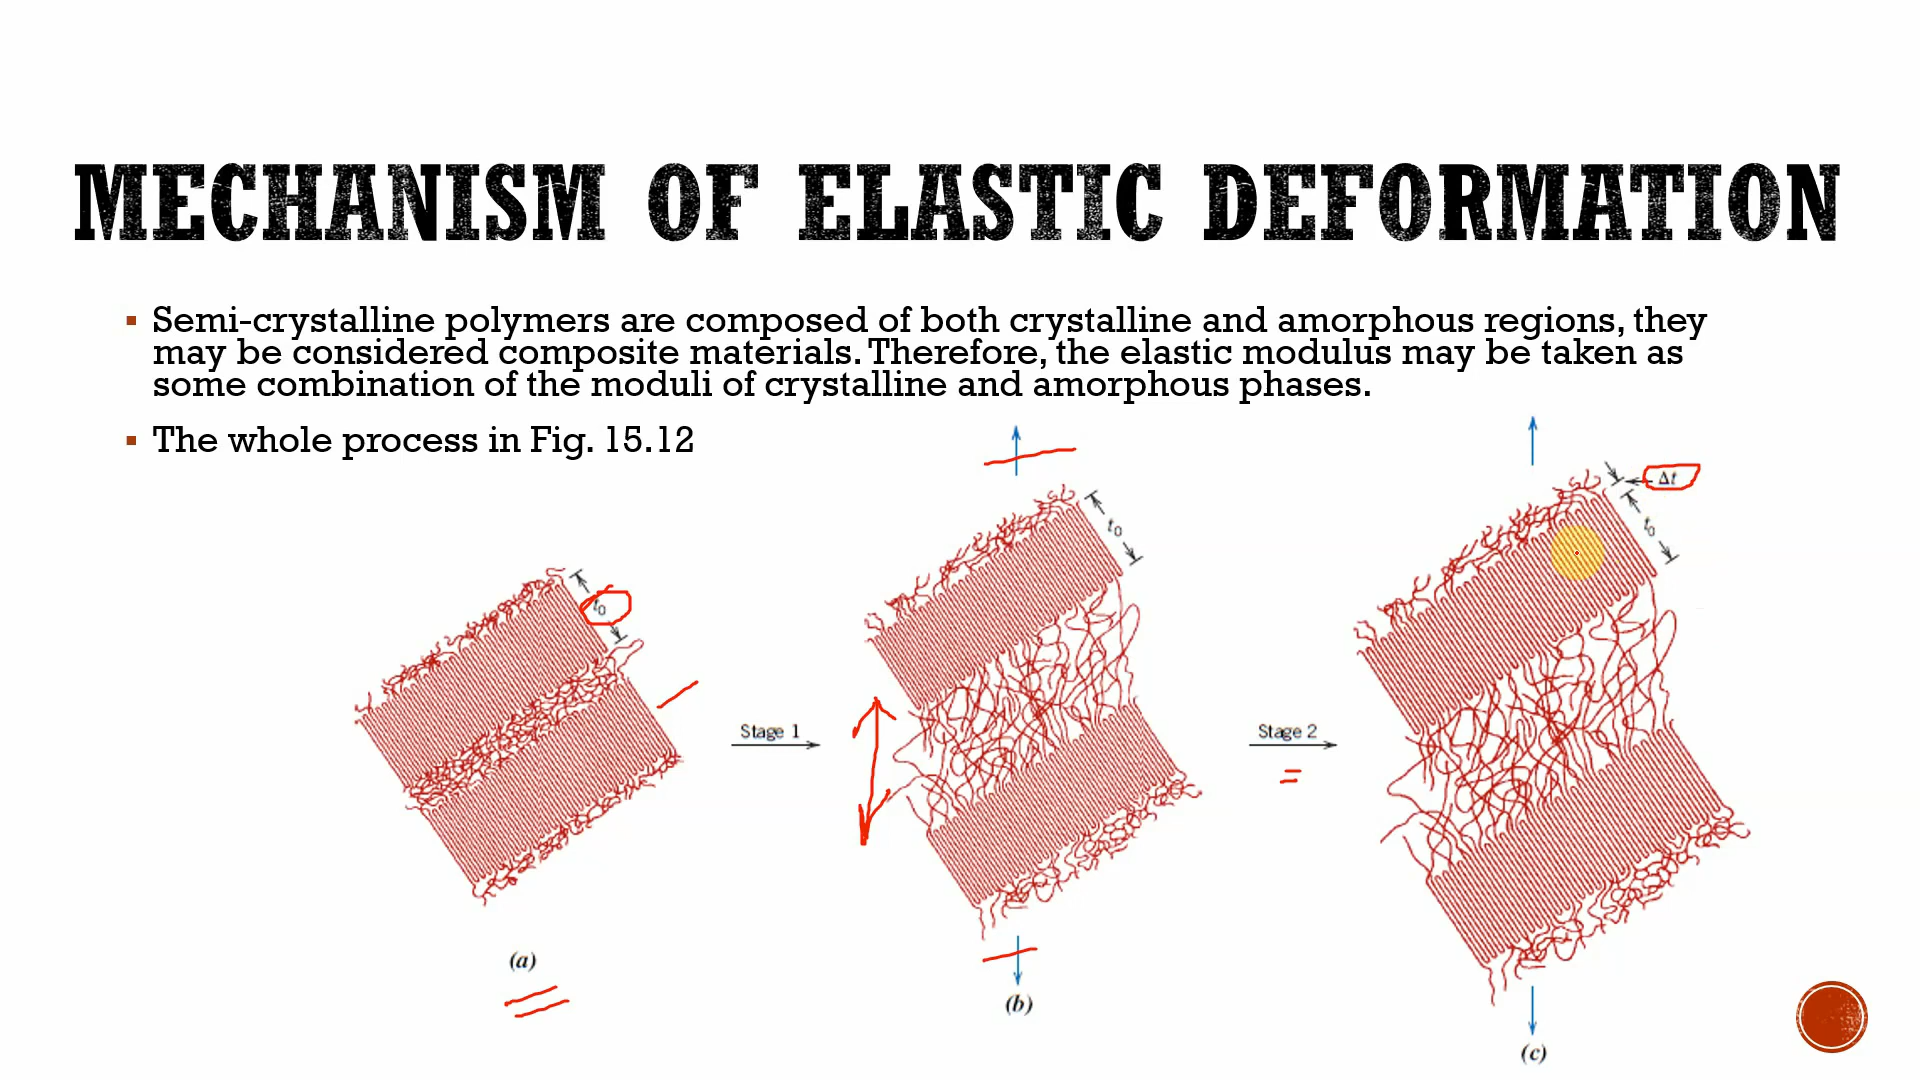 MECHANISM OF ELASTIC DEFORMATION
▪ Semi-crystalline polymers are composed of both crystalline and amorphous regions, they
may be considered composite materials. Therefore, the elastic modulus may be taken as
some combination of the moduli of crystalline and amorphous phases.
▪ The whole process in Fig. 15.12
Δt
t₀
t₀
t₀
Stage 1
Stage 2
(a)
(b)
(c)